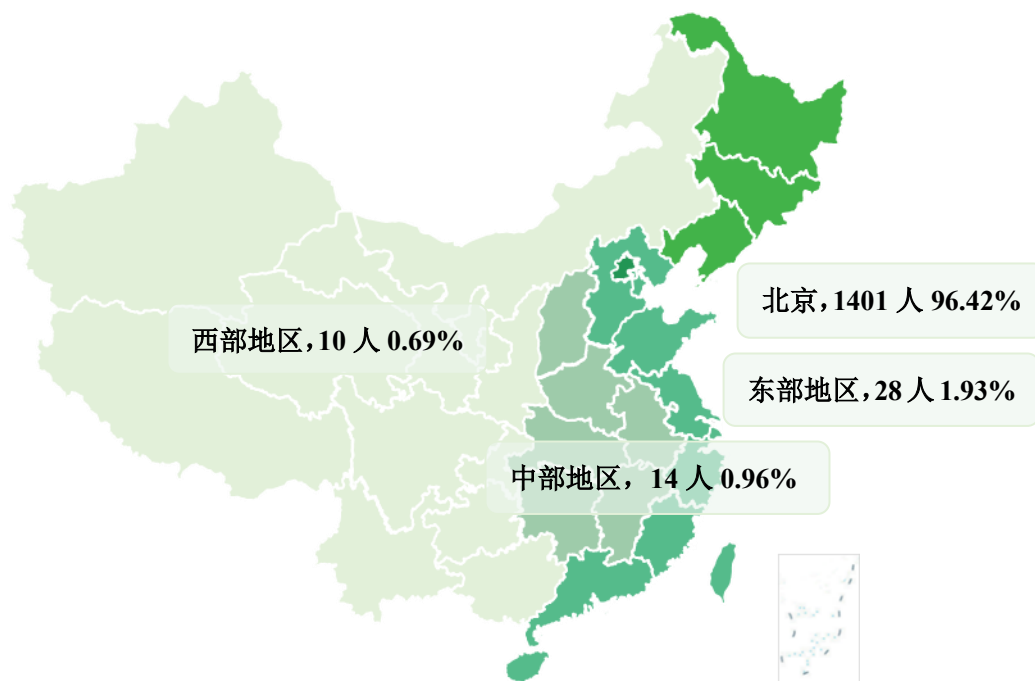 北京，1401 人 96.42%
西部地区，10 人 0.69%
东部地区，28 人 1.93%
中部地区， 14 人 0.96%